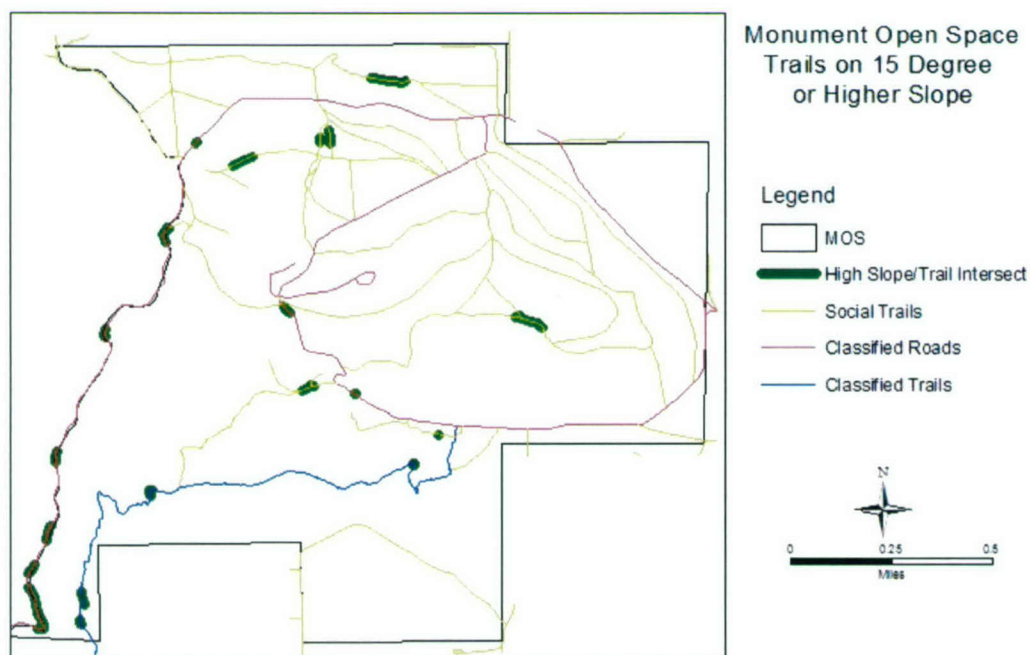 Monument Open Space
Trails on 15 Degree
or Higher Slope
Legend
MOS
High Slope/Trail Intersect
Social Trails
Classified Roads
Classified Trails
N
0 0.25 0.5
Miles